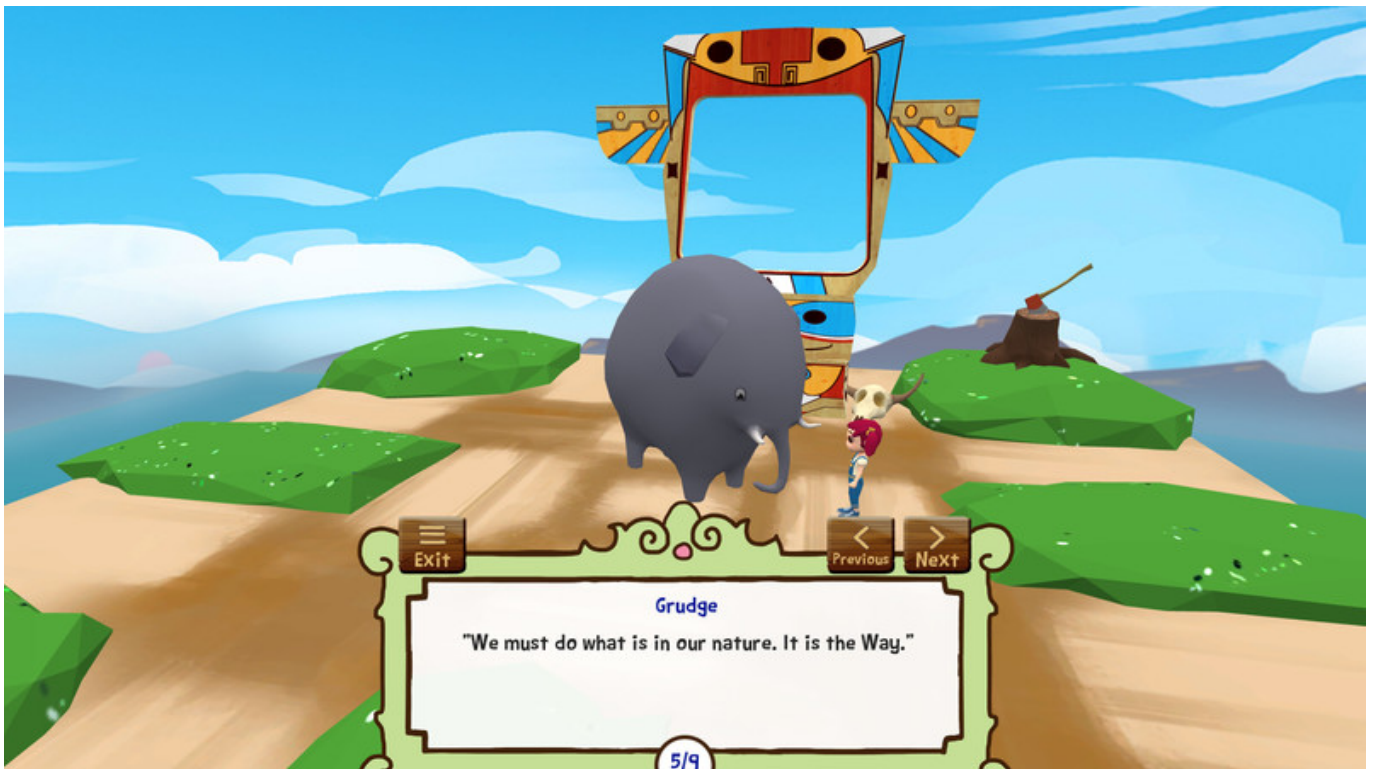 Exit
Previous
Next
Grudge
"We must do what is in our nature. It is the Way."
5/9